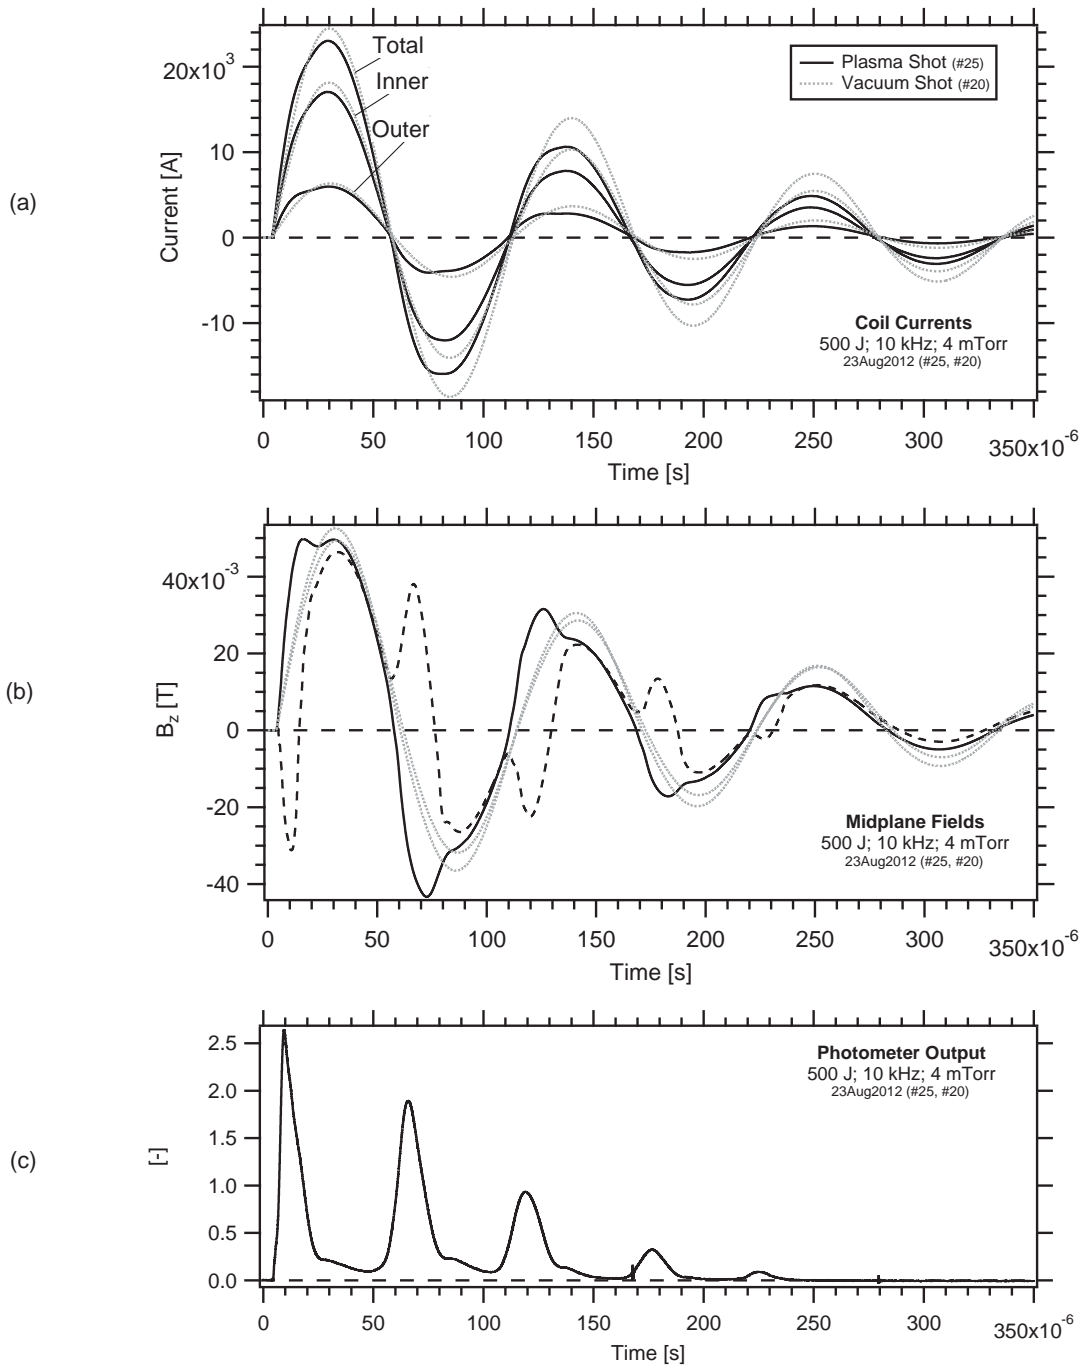 (a)
Current [A]
20x10³
10
0
-10
Total
Inner
Outer
Plasma Shot (#25)
Vacuum Shot (#20)
Coil Currents
500 J; 10 kHz; 4 mTorr
23Aug2012 (#25, #20)
0 50 100 150 200 250 300 350x10⁻⁶
Time [s]
(b)
B_z [T]
40x10⁻³
20
0
-20
-40
Midplane Fields
500 J; 10 kHz; 4 mTorr
23Aug2012 (#25, #20)
0 50 100 150 200 250 300 350x10⁻⁶
Time [s]
(c)
[-]
2.5
2.0
1.5
1.0
0.5
0.0
Photometer Output
500 J; 10 kHz; 4 mTorr
23Aug2012 (#25, #20)
0 50 100 150 200 250 300 350x10⁻⁶
Time [s]